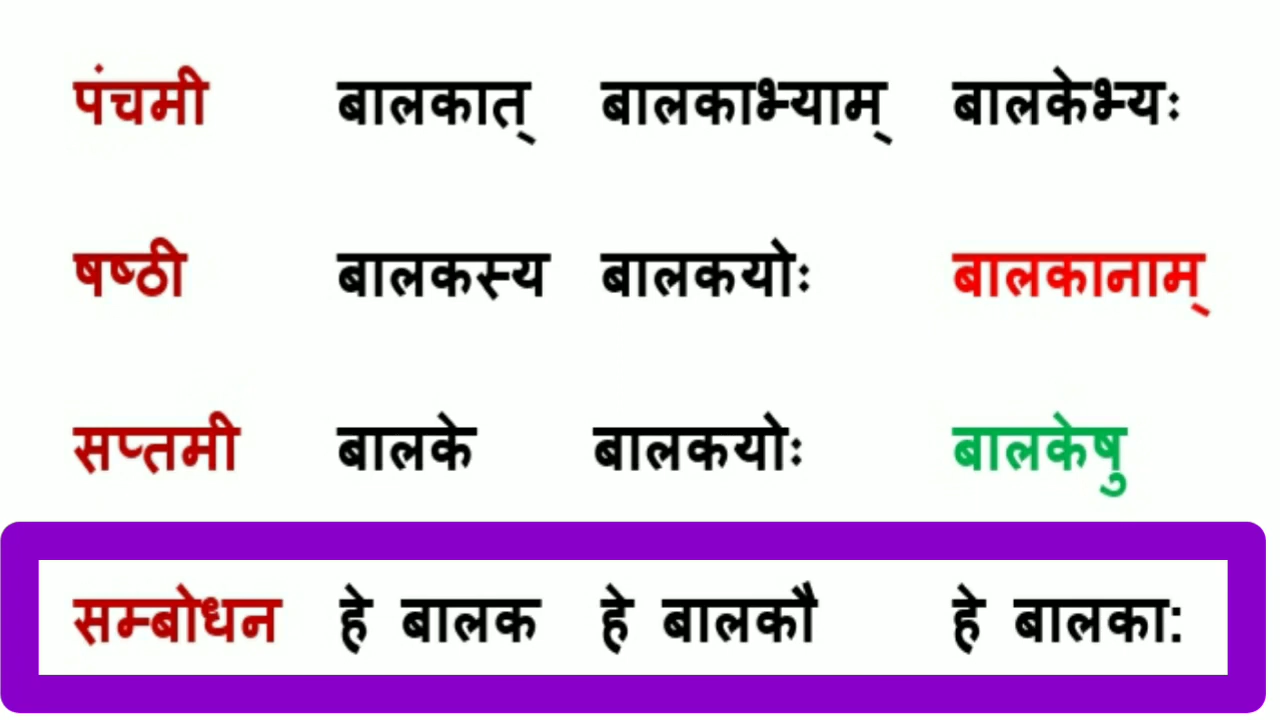 पंचमी बालकात् बालकाभ्याम् बालकेभ्यः
षष्ठी बालकस्य बालकयोः बालकानाम्
सप्तमी बालके बालकयोः बालकेषु
सम्बोधन हे बालक हे बालकौ हे बालका: